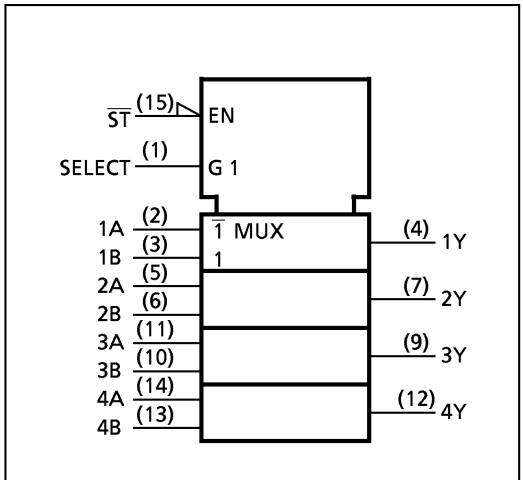 S̅T̅ (15) EN
SELECT (1) G 1
1A (2) 1̅ MUX (4) 1Y
1B (3) 1
2A (5) (7) 2Y
2B (6)
3A (11) (9) 3Y
3B (10)
4A (14) (12) 4Y
4B (13)